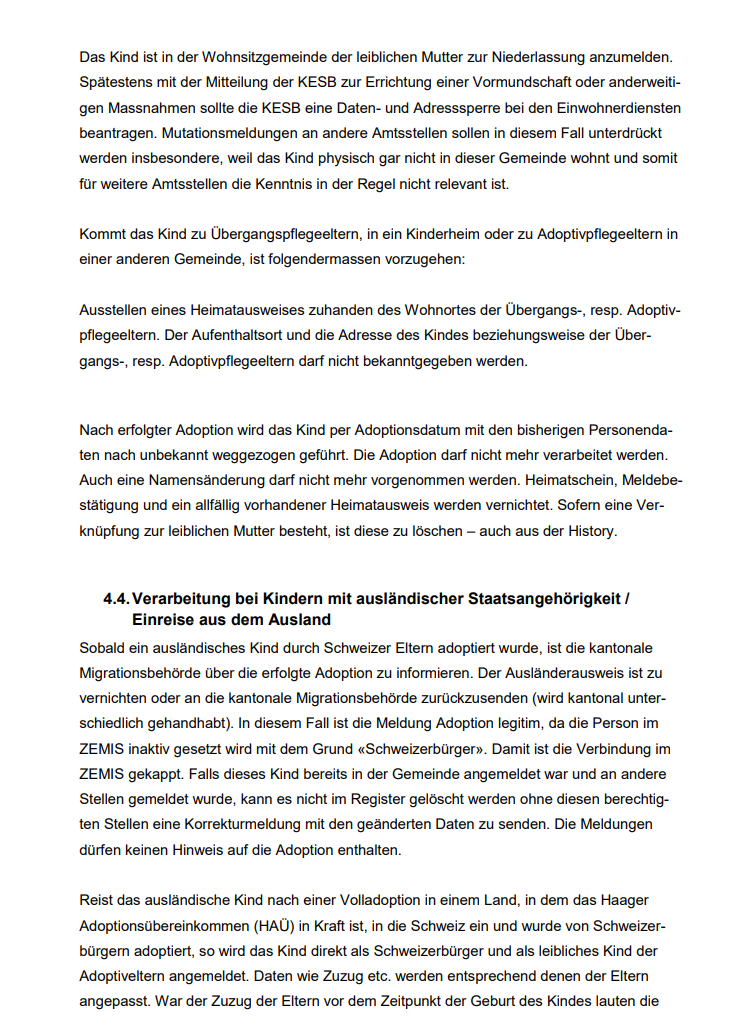 Das Kind ist in der Wohnsitzgemeinde der leiblichen Mutter zur Niederlassung anzumelden.
Spätestens mit der Mitteilung der KESB zur Errichtung einer Vormundschaft oder anderweiti-
gen Massnahmen sollte die KESB eine Daten- und Adresssperre bei den Einwohnerdiensten
beantragen. Mutationsmeldungen an andere Amtsstellen sollen in diesem Fall unterdrückt
werden insbesondere, weil das Kind physisch gar nicht in dieser Gemeinde wohnt und somit
für weitere Amtsstellen die Kenntnis in der Regel nicht relevant ist.
Kommt das Kind zu Übergangspflegeeltern, in ein Kinderheim oder zu Adoptivpflegeeltern in
einer anderen Gemeinde, ist folgendermassen vorzugehen:
Ausstellen eines Heimatausweises zuhanden des Wohnortes der Übergangs-, resp. Adoptiv-
pflegeeltern. Der Aufenthaltsort und die Adresse des Kindes beziehungsweise der Über-
gangs-, resp. Adoptivpflegeeltern darf nicht bekanntgegeben werden.
Nach erfolgter Adoption wird das Kind per Adoptionsdatum mit den bisherigen Personenda-
ten nach unbekannt weggezogen geführt. Die Adoption darf nicht mehr verarbeitet werden.
Auch eine Namensänderung darf nicht mehr vorgenommen werden. Heimatschein, Meldebe-
stätigung und ein allfällig vorhandener Heimatausweis werden vernichtet. Sofern eine Ver-
knüpfung zur leiblichen Mutter besteht, ist diese zu löschen – auch aus der History.
4.4. Verarbeitung bei Kindern mit ausländischer Staatsangehörigkeit /
Einreise aus dem Ausland
Sobald ein ausländisches Kind durch Schweizer Eltern adoptiert wurde, ist die kantonale
Migrationsbehörde über die erfolgte Adoption zu informieren. Der Ausländerausweis ist zu
vernichten oder an die kantonale Migrationsbehörde zurückzusenden (wird kantonal unter-
schiedlich gehandhabt). In diesem Fall ist die Meldung Adoption legitim, da die Person im
ZEMIS inaktiv gesetzt wird mit dem Grund «Schweizerbürger». Damit ist die Verbindung im
ZEMIS gekappt. Falls dieses Kind bereits in der Gemeinde angemeldet war und an andere
Stellen gemeldet wurde, kann es nicht im Register gelöscht werden ohne diesen berechtig-
ten Stellen eine Korrekturmeldung mit den geänderten Daten zu senden. Die Meldungen
dürfen keinen Hinweis auf die Adoption enthalten.
Reist das ausländische Kind nach einer Volladoption in einem Land, in dem das Haager
Adoptionsübereinkommen (HAÜ) in Kraft ist, in die Schweiz ein und wurde von Schweizer-
bürgern adoptiert, so wird das Kind direkt als Schweizerbürger und als leibliches Kind der
Adoptiveltern angemeldet. Daten wie Zuzug etc. werden entsprechend denen der Eltern
angepasst. War der Zuzug der Eltern vor dem Zeitpunkt der Geburt des Kindes lauten die